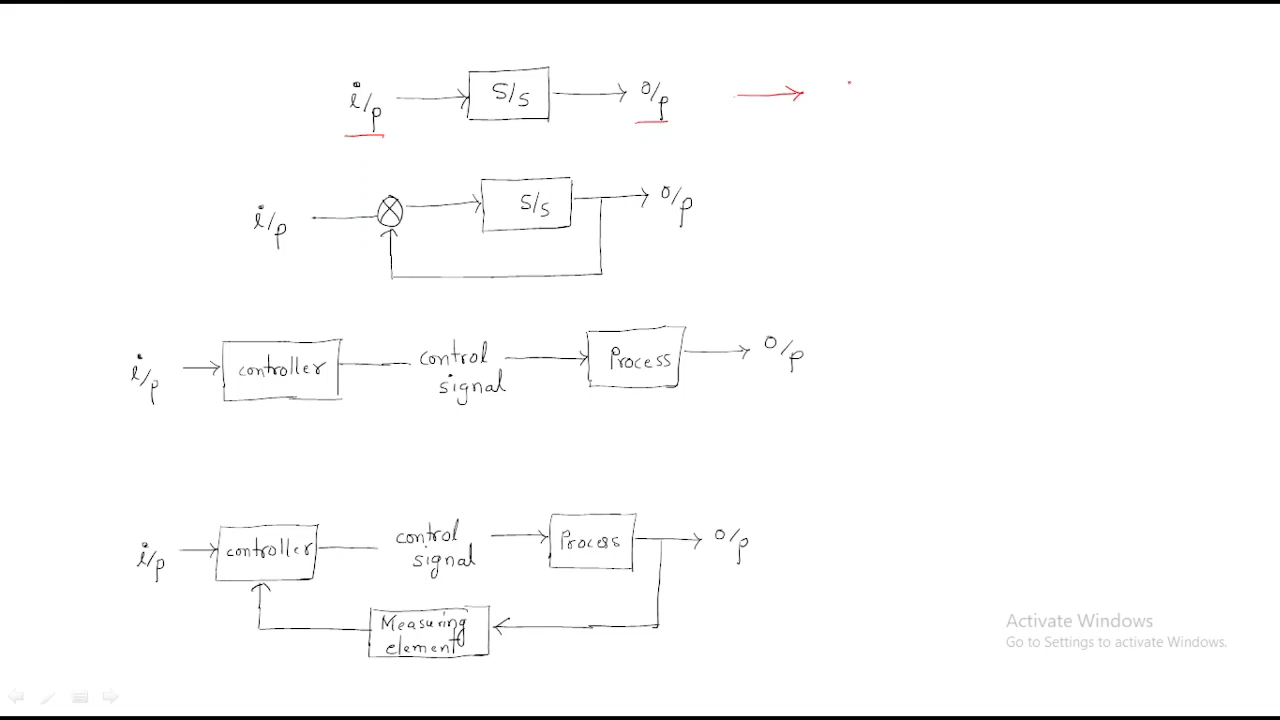 i/p S/s o/p
i/p S/s o/p
i/p controller control signal Process o/p
i/p controller control signal Process o/p
Measuring element
Activate Windows
Go to Settings to activate Windows.